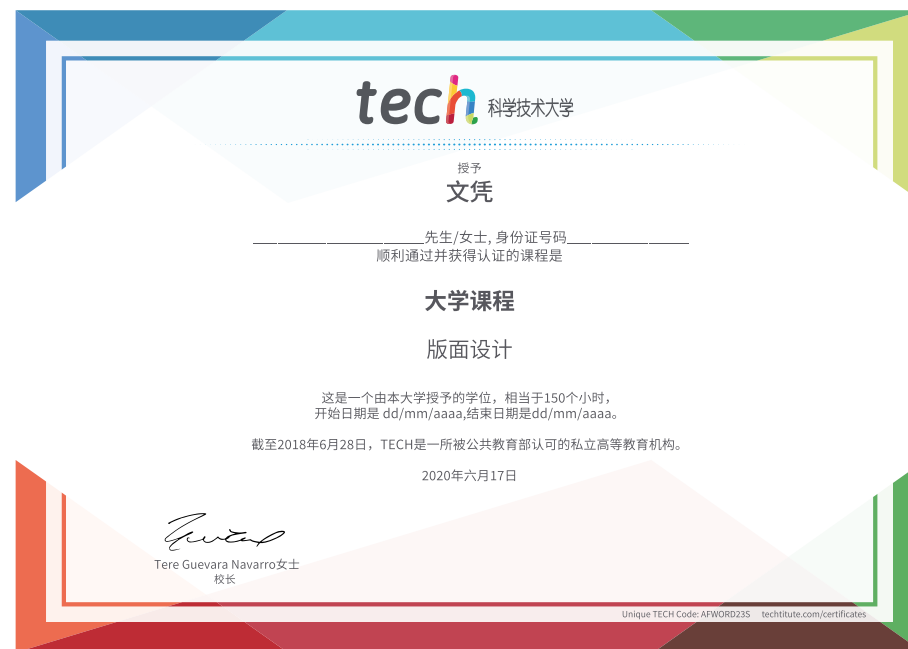 tech 科学技术大学
授予
文凭
先生/女士, 身份证号码
顺利通过并获得认证的课程是
大学课程
版面设计
这是一个由本大学授予的学位，相当于150个小时，
开始日期是 dd/mm/aaaa,结束日期是dd/mm/aaaa。
截至2018年6月28日，TECH是一所被公共教育部认可的私立高等教育机构。
2020年六月17日
Tere Guevara Navarro女士
校长
Unique TECH Code: AFWORD23S techtitute.com/certificates